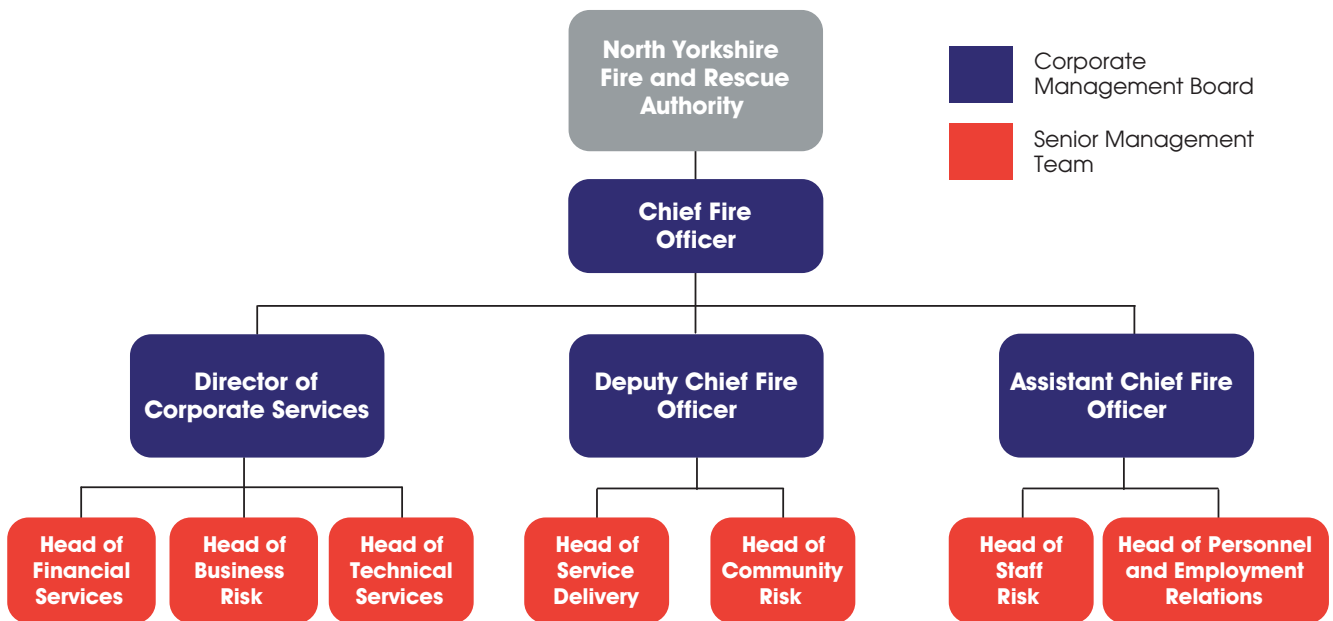 North Yorkshire
Fire and Rescue
Authority
Corporate
Management Board
Senior Management
Team
Chief Fire
Officer
Director of
Corporate Services
Deputy Chief Fire
Officer
Assistant Chief Fire
Officer
Head of
Financial
Services
Head of
Business
Risk
Head of
Technical
Services
Head of
Service
Delivery
Head of
Community
Risk
Head of
Staff
Risk
Head of Personnel
and Employment
Relations